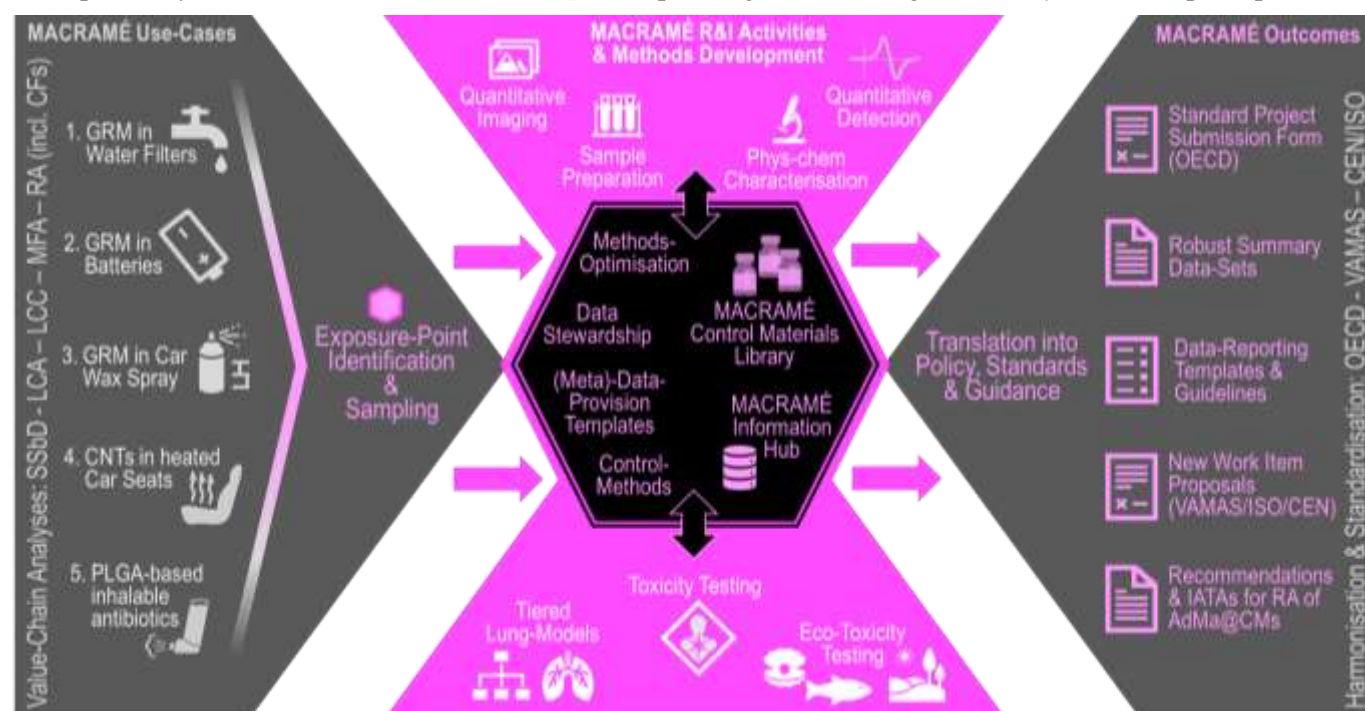 MACRAMÉ Use-Cases
Value-Chain Analyses: SSbD - LCA – LCC – MFA – RA (incl. CFs)
1. GRM in
Water Filters
2. GRM in
Batteries
3. GRM in Car
Wax Spray
4. CNTs in heated
Car Seats
5. PLGA-based
inhalable
antibiotics
Exposure-Point
Identification
&
Sampling
MACRAMÉ R&I Activities
& Methods Development
Quantitative
Imaging
Sample
Preparation
Phys-chem
Characterisation
Quantitative
Detection
Methods-
Optimisation
Data
Stewardship
(Meta)-Data-
Provision
Templates
Control-
Methods
MACRAMÉ
Control Materials
Library
MACRAMÉ
Information
Hub
Toxicity Testing
Tiered
Lung-Models
Eco-Toxicity
Testing
Translation into
Policy, Standards
& Guidance
MACRAMÉ Outcomes
Standard Project
Submission Form
(OECD)
Robust Summary
Data-Sets
Data-Reporting
Templates &
Guidelines
New Work Item
Proposals
(VAMAS/ISO/CEN)
Recommendations
& IATAs for RA of
AdMa@CMs
Harmonisation & Standardisation: OECD - VAMAS – CEN/ISO